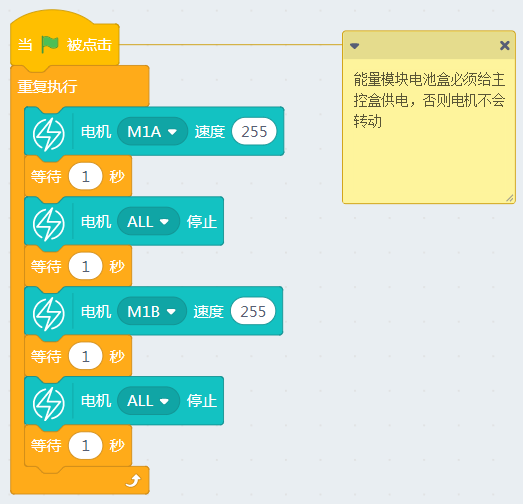 当 被点击
能量模块电池盒必须给主
控盒供电，否则电机不会
转动
重复执行
电机 M1A 速度 255
等待 1 秒
电机 ALL 停止
等待 1 秒
电机 M1B 速度 255
等待 1 秒
电机 ALL 停止
等待 1 秒